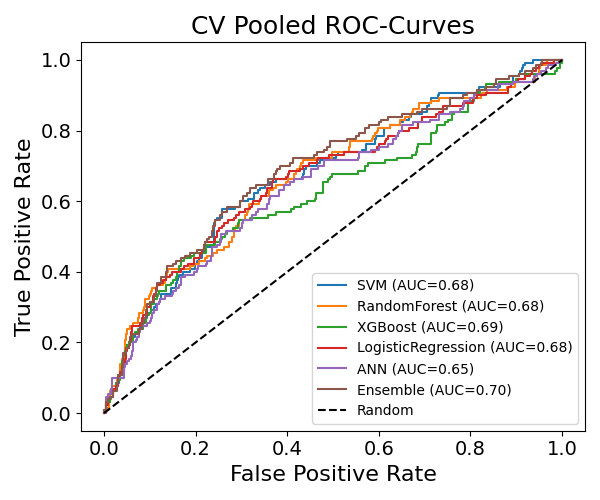 CV Pooled ROC-Curves
1.0
0.8
0.6
0.4
0.2
0.0
True Positive Rate
SVM (AUC=0.68)
RandomForest (AUC=0.68)
XGBoost (AUC=0.69)
LogisticRegression (AUC=0.68)
ANN (AUC=0.65)
Ensemble (AUC=0.70)
Random
0.0 0.2 0.4 0.6 0.8 1.0
False Positive Rate